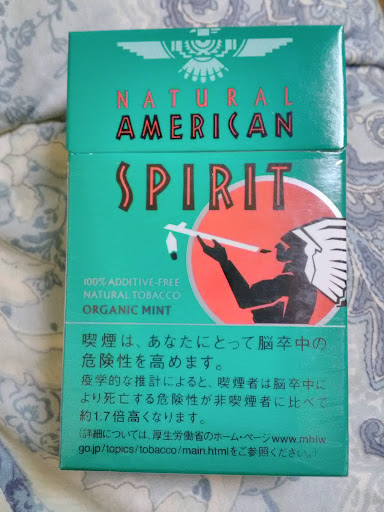 NATURAL
AMERICAN
SPIRIT
100% ADDITIVE-FREE
NATURAL TOBACCO
ORGANIC MINT
喫煙は、あなたにとって脳卒中の
危険性を高めます。
疫学的な推計によると、喫煙者は脳卒中に
より死亡する危険性が非喫煙者に比べて
約1.7倍高くなります。
(詳細については、厚生労働省のホーム・ページwww.mhlw.
go.jp/topics/tobacco/main.htmlをご参照ください。)